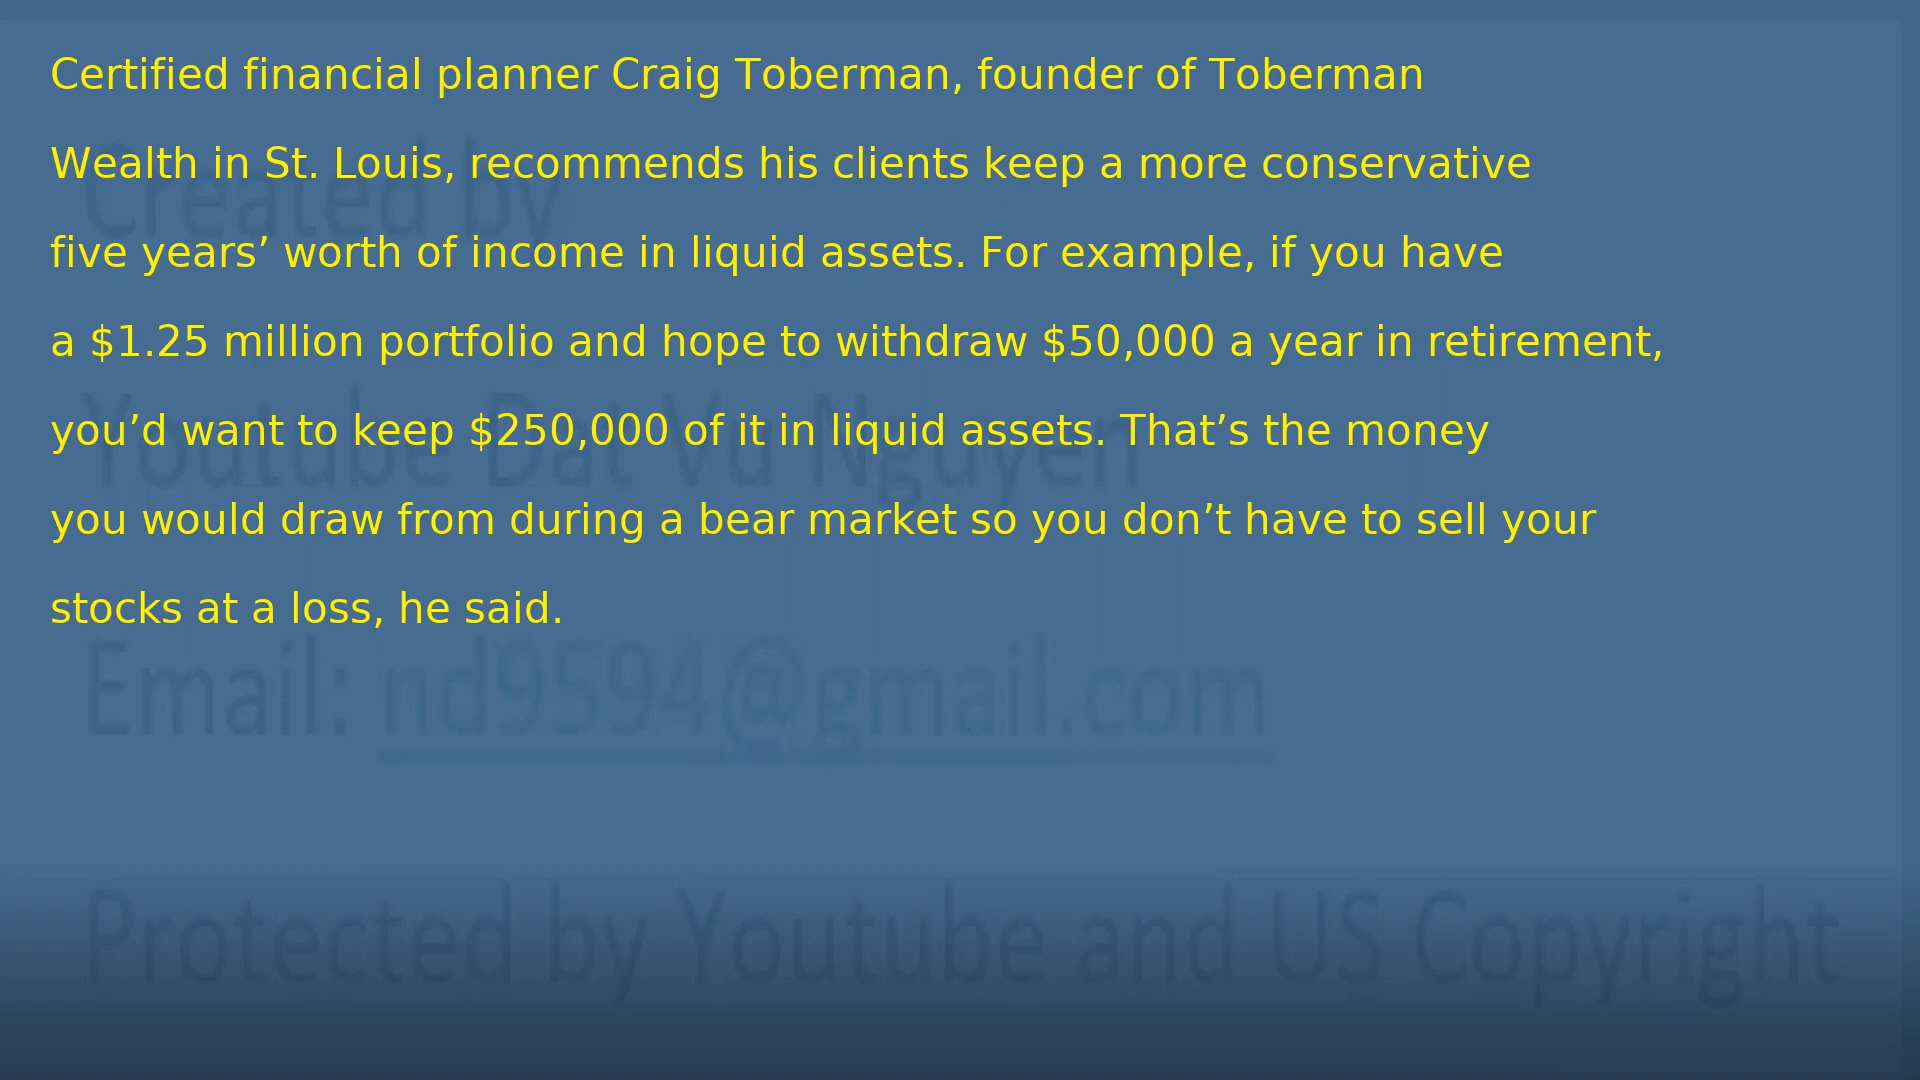 Certified financial planner Craig Toberman, founder of Toberman
Wealth in St. Louis, recommends his clients keep a more conservative
Created by
five years’ worth of income in liquid assets. For example, if you have
a $1.25 million portfolio and hope to withdraw $50,000 a year in retirement,
you’d want to keep $250,000 of it in liquid assets. That’s the money
Youtube Dat Vu Nguyen
you would draw from during a bear market so you don’t have to sell your
stocks at a loss, he said.
Email: nd9594@gmail.com
Protected by Youtube and US Copyright